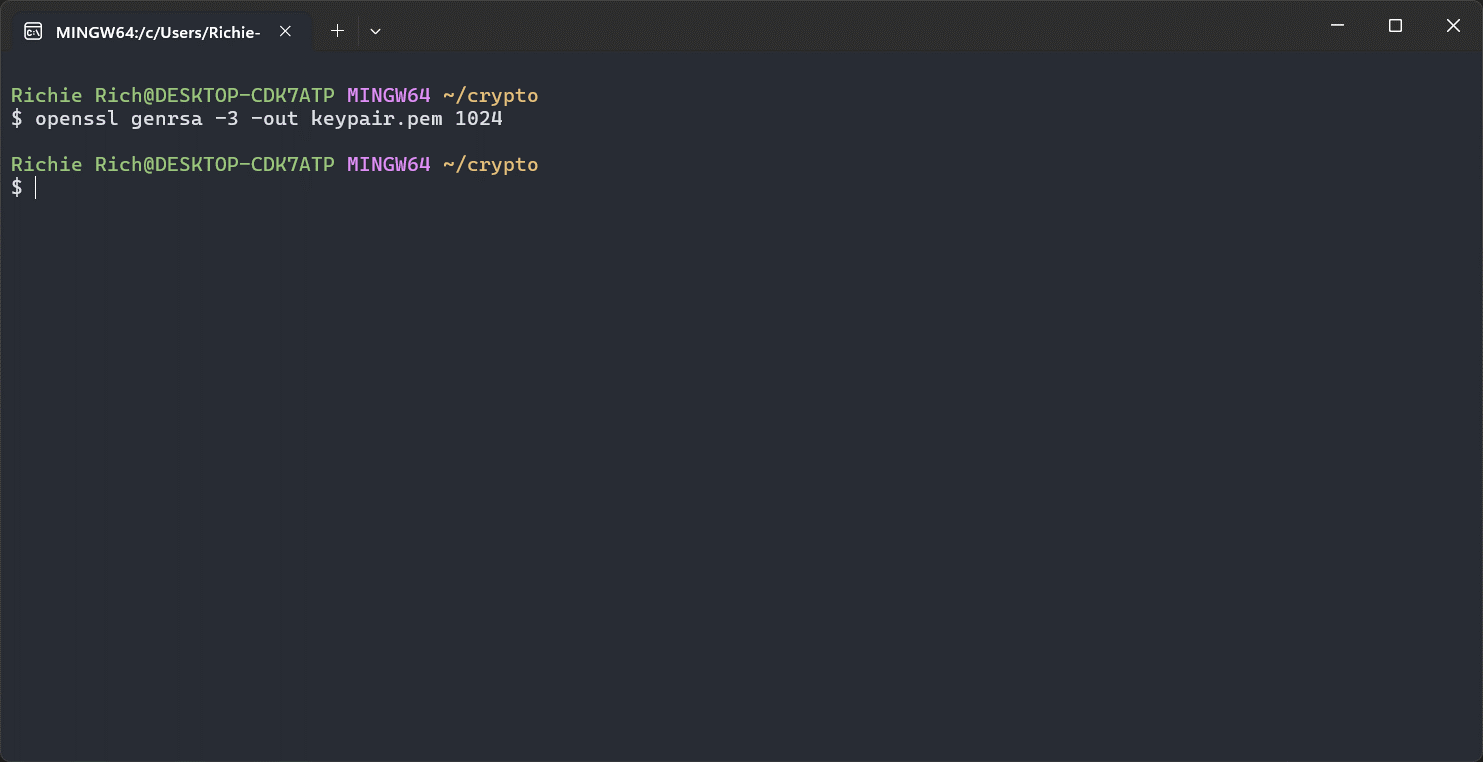 MINGW64:/c/Users/Richie-
Richie Rich@DESKTOP-CDK7ATP MINGW64 ~/crypto
$ openssl genrsa -3 -out keypair.pem 1024
Richie Rich@DESKTOP-CDK7ATP MINGW64 ~/crypto
$